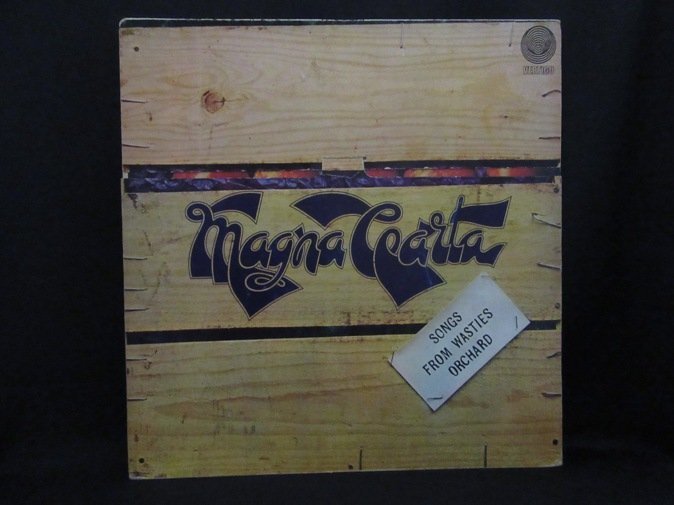 VERTIGO
Magna Carta
SONGS
FROM WASTIES
ORCHARD